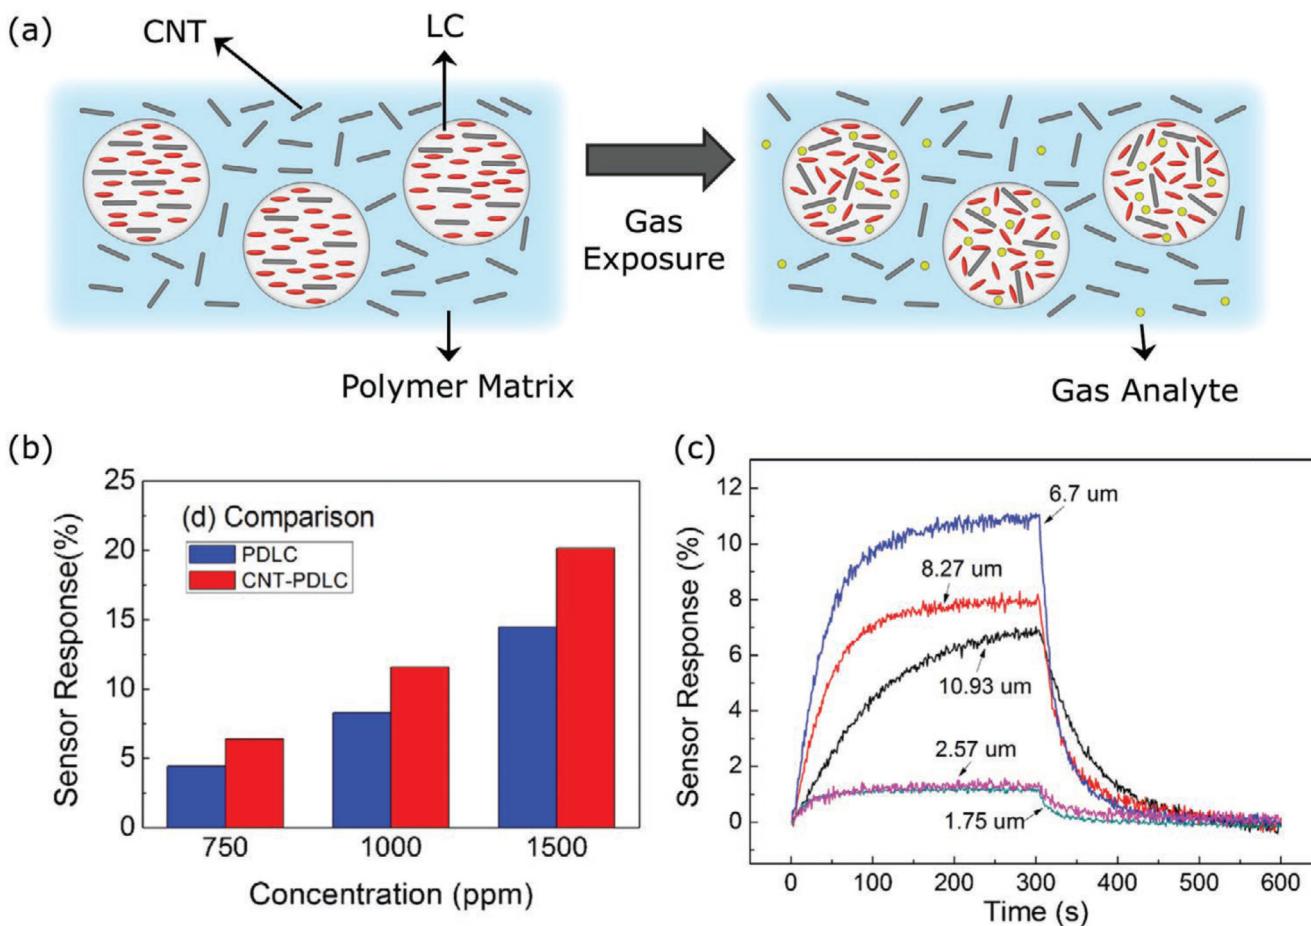 (a)
CNT
LC
Gas
Exposure
Polymer Matrix
Gas Analyte
(b)
Sensor Response(%)
25
20
15
10
5
0
(d) Comparison
PDLC
CNT-PDLC
750
1000
1500
Concentration (ppm)
(c)
Sensor Response (%)
12
10
8
6
4
2
0
6.7 um
8.27 um
10.93 um
2.57 um
1.75 um
0
100
200
300
400
500
600
Time (s)